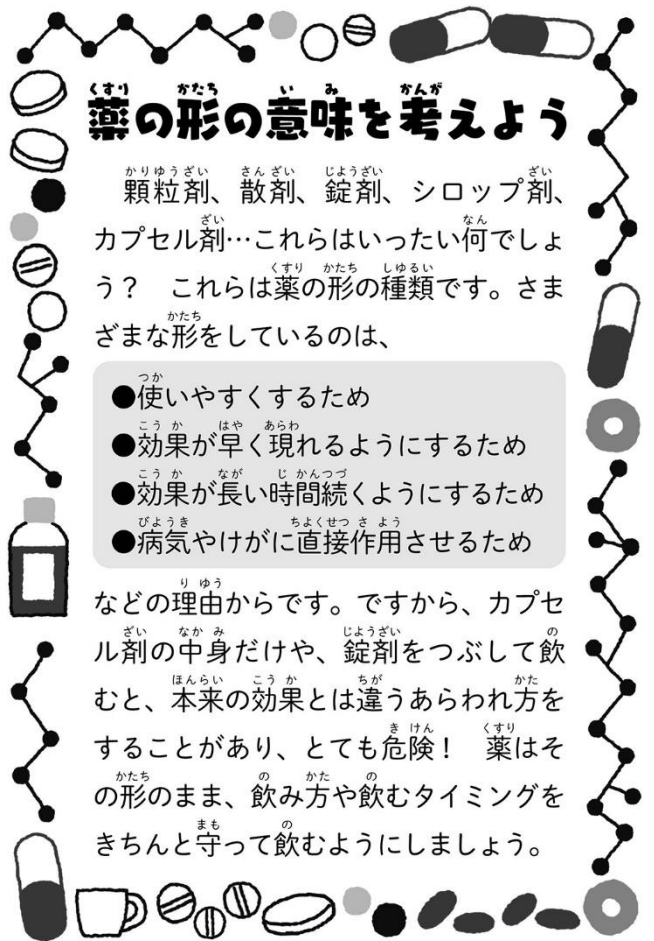 薬の形の意味を考えよう
顆粒剤、散剤、錠剤、シロップ剤、
カプセル剤…これらはいったい何でしょ
う？　これらは薬の形の種類です。さま
ざまな形をしているのは、
●使いやすくするため
●効果が早く現れるようにするため
●効果が長い時間続くようにするため
●病気やけがに直接作用させるため
などの理由からです。ですから、カプセ
ル剤の中身だけや、錠剤をつぶして飲
むと、本来の効果とは違うあらわれ方を
することがあり、とても危険！　薬はそ
の形のまま、飲み方や飲むタイミングを
きちんと守って飲むようにしましょう。